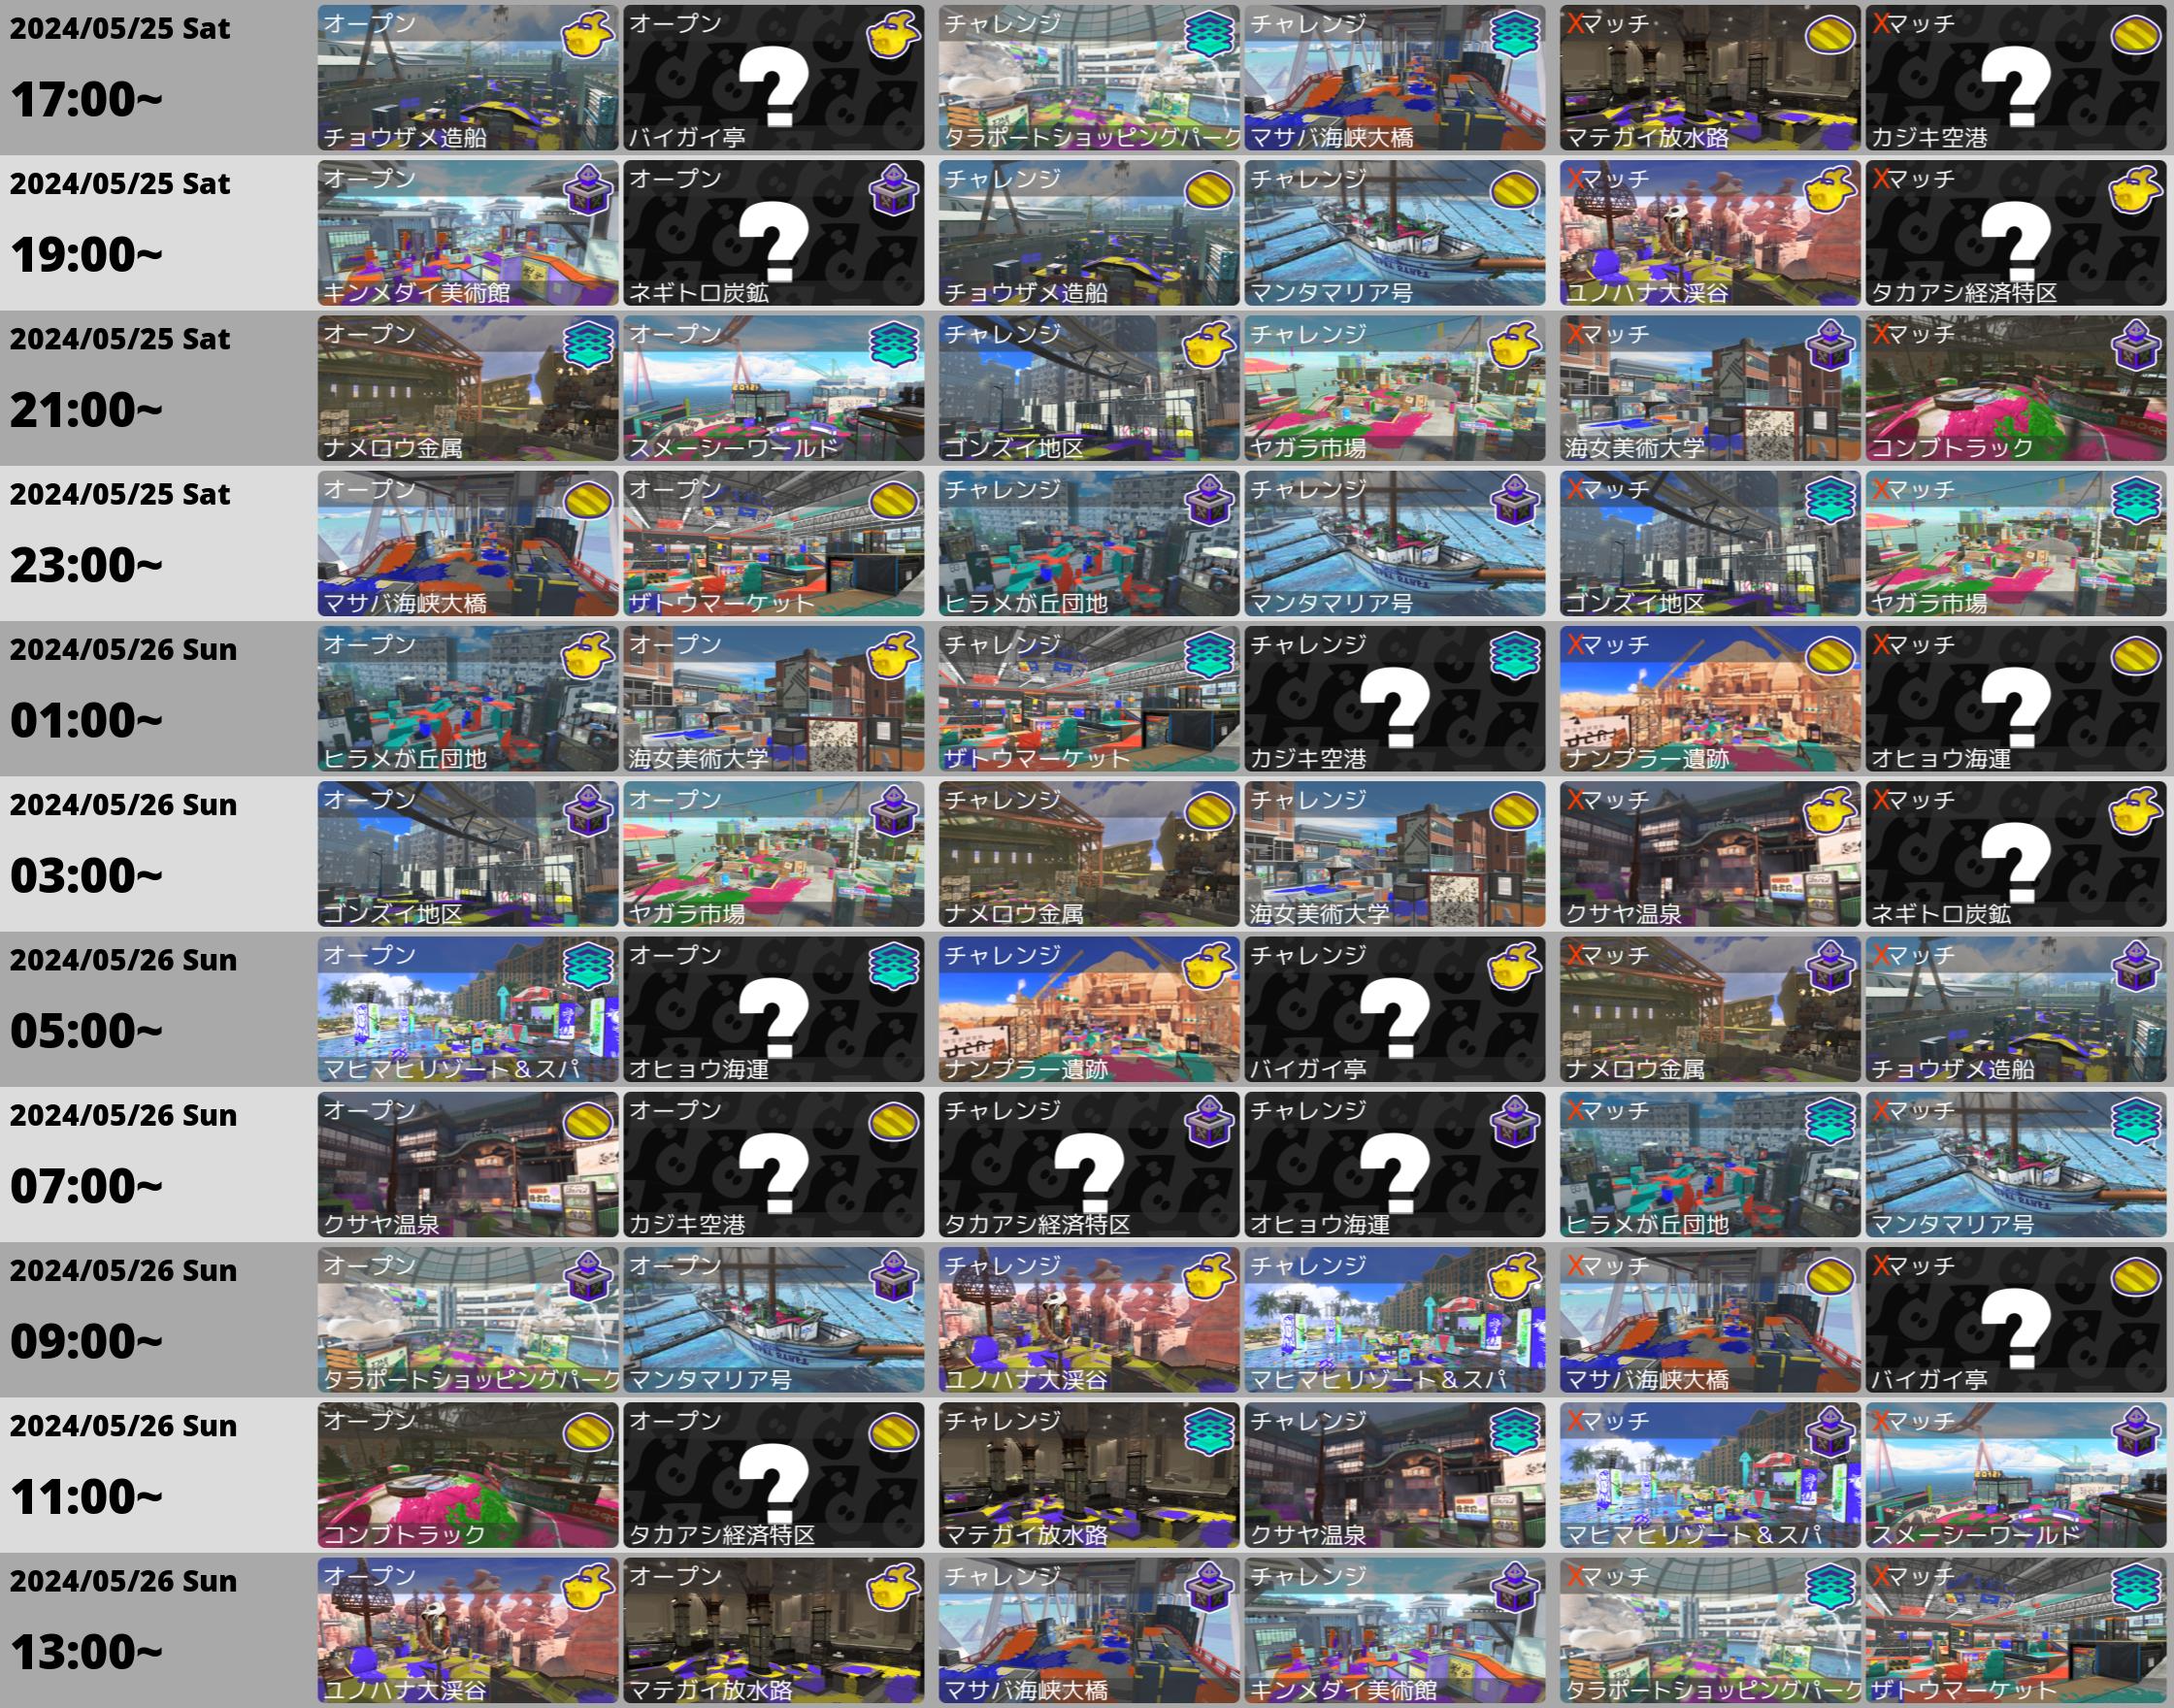 2024/05/25 Sat
17:00~
オープン
チョウザメ造船
オープン
バイガイ亭
チャレンジ
タラポートショッピングパーク
チャレンジ
マサバ海峡大橋
Xマッチ
マテガイ放水路
Xマッチ
カジキ空港
2024/05/25 Sat
19:00~
オープン
キンメダイ美術館
オープン
ネギトロ炭鉱
チャレンジ
チョウザメ造船
チャレンジ
マンタマリア号
Xマッチ
ユノハナ大渓谷
Xマッチ
タカアシ経済特区
2024/05/25 Sat
21:00~
オープン
ナメロウ金属
オープン
スメーシーワールド
チャレンジ
ゴンズイ地区
チャレンジ
ヤガラ市場
Xマッチ
海女美術大学
Xマッチ
コンブトラック
2024/05/25 Sat
23:00~
オープン
マサバ海峡大橋
オープン
ザトウマーケット
チャレンジ
ヒラメが丘団地
チャレンジ
マンタマリア号
Xマッチ
ゴンズイ地区
Xマッチ
ヤガラ市場
2024/05/26 Sun
01:00~
オープン
ヒラメが丘団地
オープン
海女美術大学
チャレンジ
ザトウマーケット
チャレンジ
カジキ空港
Xマッチ
ナンプラー遺跡
Xマッチ
オヒョウ海運
2024/05/26 Sun
03:00~
オープン
ゴンズイ地区
オープン
ヤガラ市場
チャレンジ
ナメロウ金属
チャレンジ
海女美術大学
Xマッチ
クサヤ温泉
Xマッチ
ネギトロ炭鉱
2024/05/26 Sun
05:00~
オープン
マヒマヒリゾート＆スパ
オープン
オヒョウ海運
チャレンジ
ナンプラー遺跡
チャレンジ
バイガイ亭
Xマッチ
ナメロウ金属
Xマッチ
チョウザメ造船
2024/05/26 Sun
07:00~
オープン
クサヤ温泉
オープン
カジキ空港
チャレンジ
タカアシ経済特区
チャレンジ
オヒョウ海運
Xマッチ
ヒラメが丘団地
Xマッチ
マンタマリア号
2024/05/26 Sun
09:00~
オープン
タラポートショッピングパーク
オープン
マンタマリア号
チャレンジ
ユノハナ大渓谷
チャレンジ
マヒマヒリゾート＆スパ
Xマッチ
マサバ海峡大橋
Xマッチ
バイガイ亭
2024/05/26 Sun
11:00~
オープン
コンブトラック
オープン
タカアシ経済特区
チャレンジ
マテガイ放水路
チャレンジ
クサヤ温泉
Xマッチ
マヒマヒリゾート＆スパ
Xマッチ
スメーシーワールド
2024/05/26 Sun
13:00~
オープン
ユノハナ大渓谷
オープン
マテガイ放水路
チャレンジ
マサバ海峡大橋
チャレンジ
キンメダイ美術館
Xマッチ
タラポートショッピングパーク
Xマッチ
ザトウマーケット